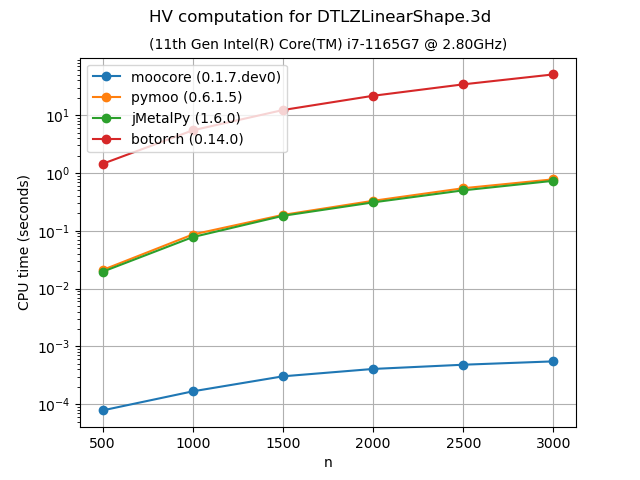 HV computation for DTLZLinearShape.3d
(11th Gen Intel(R) Core(TM) i7-1165G7 @ 2.80GHz)
moocore (0.1.7.dev0)
pymoo (0.6.1.5)
jMetalPy (1.6.0)
botorch (0.14.0)
CPU time (seconds)
10¹
10⁰
10⁻¹
10⁻²
10⁻³
10⁻⁴
500 1000 1500 2000 2500 3000
n